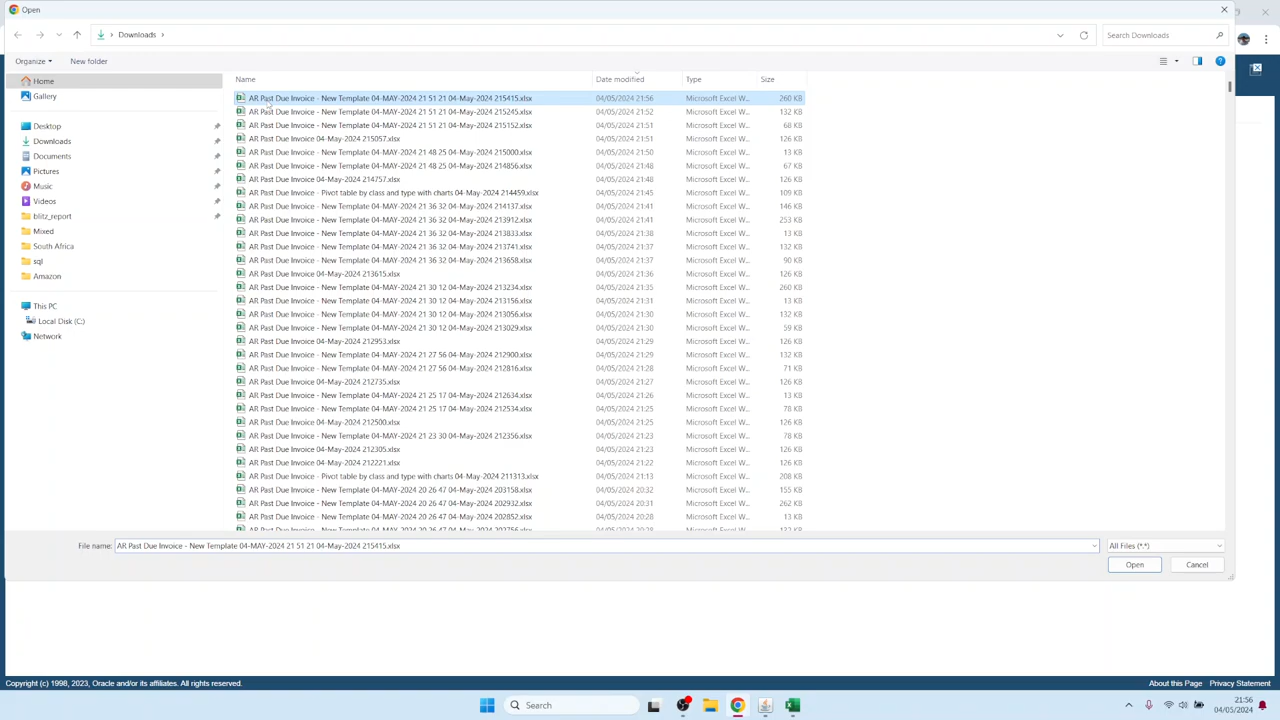 Open
Downloads
Search Downloads
Organize
New folder
Home
Gallery
Desktop
Downloads
Documents
Pictures
Music
Videos
blitz_report
Mixed
South Africa
sql
Amazon
This PC
Local Disk (C:)
Network
Name Date modified Type Size
AR Past Due Invoice - New Template 04-MAY-2024 21 51 21 04-May-2024 215415.xlsx 04/05/2024 21:56 Microsoft Excel W... 260 KB
AR Past Due Invoice - New Template 04-MAY-2024 21 51 21 04-May-2024 215245.xlsx 04/05/2024 21:52 Microsoft Excel W... 132 KB
AR Past Due Invoice - New Template 04-MAY-2024 21 51 21 04-May-2024 215152.xlsx 04/05/2024 21:51 Microsoft Excel W... 68 KB
AR Past Due Invoice 04-May-2024 215057.xlsx 04/05/2024 21:51 Microsoft Excel W... 126 KB
AR Past Due Invoice - New Template 04-MAY-2024 21 48 25 04-May-2024 215000.xlsx 04/05/2024 21:50 Microsoft Excel W... 13 KB
AR Past Due Invoice - New Template 04-MAY-2024 21 48 25 04-May-2024 214856.xlsx 04/05/2024 21:48 Microsoft Excel W... 67 KB
AR Past Due Invoice 04-May-2024 214757.xlsx 04/05/2024 21:48 Microsoft Excel W... 126 KB
AR Past Due Invoice - Pivot table by class and type with charts 04-May-2024 214459.xlsx 04/05/2024 21:45 Microsoft Excel W... 109 KB
AR Past Due Invoice - New Template 04-MAY-2024 21 36 32 04-May-2024 214137.xlsx 04/05/2024 21:41 Microsoft Excel W... 146 KB
AR Past Due Invoice - New Template 04-MAY-2024 21 36 32 04-May-2024 213912.xlsx 04/05/2024 21:41 Microsoft Excel W... 253 KB
AR Past Due Invoice - New Template 04-MAY-2024 21 36 32 04-May-2024 213833.xlsx 04/05/2024 21:38 Microsoft Excel W... 13 KB
AR Past Due Invoice - New Template 04-MAY-2024 21 36 32 04-May-2024 213741.xlsx 04/05/2024 21:37 Microsoft Excel W... 132 KB
AR Past Due Invoice - New Template 04-MAY-2024 21 36 32 04-May-2024 213658.xlsx 04/05/2024 21:37 Microsoft Excel W... 90 KB
AR Past Due Invoice 04-May-2024 213615.xlsx 04/05/2024 21:36 Microsoft Excel W... 126 KB
AR Past Due Invoice - New Template 04-MAY-2024 21 30 12 04-May-2024 213234.xlsx 04/05/2024 21:35 Microsoft Excel W... 260 KB
AR Past Due Invoice - New Template 04-MAY-2024 21 30 12 04-May-2024 213156.xlsx 04/05/2024 21:31 Microsoft Excel W... 13 KB
AR Past Due Invoice - New Template 04-MAY-2024 21 30 12 04-May-2024 213056.xlsx 04/05/2024 21:30 Microsoft Excel W... 132 KB
AR Past Due Invoice - New Template 04-MAY-2024 21 30 12 04-May-2024 213029.xlsx 04/05/2024 21:30 Microsoft Excel W... 59 KB
AR Past Due Invoice 04-May-2024 212953.xlsx 04/05/2024 21:29 Microsoft Excel W... 126 KB
AR Past Due Invoice - New Template 04-MAY-2024 21 27 56 04-May-2024 212900.xlsx 04/05/2024 21:29 Microsoft Excel W... 132 KB
AR Past Due Invoice - New Template 04-MAY-2024 21 27 56 04-May-2024 212816.xlsx 04/05/2024 21:28 Microsoft Excel W... 71 KB
AR Past Due Invoice 04-May-2024 212735.xlsx 04/05/2024 21:27 Microsoft Excel W... 126 KB
AR Past Due Invoice - New Template 04-MAY-2024 21 25 17 04-May-2024 212634.xlsx 04/05/2024 21:26 Microsoft Excel W... 13 KB
AR Past Due Invoice - New Template 04-MAY-2024 21 25 17 04-May-2024 212534.xlsx 04/05/2024 21:25 Microsoft Excel W... 78 KB
AR Past Due Invoice 04-May-2024 212500.xlsx 04/05/2024 21:25 Microsoft Excel W... 126 KB
AR Past Due Invoice - New Template 04-MAY-2024 21 23 30 04-May-2024 212356.xlsx 04/05/2024 21:23 Microsoft Excel W... 78 KB
AR Past Due Invoice 04-May-2024 212305.xlsx 04/05/2024 21:23 Microsoft Excel W... 126 KB
AR Past Due Invoice 04-May-2024 212221.xlsx 04/05/2024 21:22 Microsoft Excel W... 126 KB
AR Past Due Invoice - Pivot table by class and type with charts 04-May-2024 211313.xlsx 04/05/2024 21:13 Microsoft Excel W... 208 KB
AR Past Due Invoice - New Template 04-MAY-2024 20 26 47 04-May-2024 203158.xlsx 04/05/2024 20:32 Microsoft Excel W... 155 KB
AR Past Due Invoice - New Template 04-MAY-2024 20 26 47 04-May-2024 202932.xlsx 04/05/2024 20:31 Microsoft Excel W... 262 KB
AR Past Due Invoice - New Template 04-MAY-2024 20 26 47 04-May-2024 202852.xlsx 04/05/2024 20:28 Microsoft Excel W... 13 KB
AR Past Due Invoice - New Template 04-MAY-2024 20 26 47 04-May-2024 202756.xlsx 04/05/2024 20:28 Microsoft Excel W... 132 KB
File name: AR Past Due Invoice - New Template 04-MAY-2024 21 51 21 04-May-2024 215415.xlsx All Files (*.*)
Open Cancel
Copyright (c) 1998, 2023, Oracle and/or its affiliates. All rights reserved. About this Page Privacy Statement
Search
21:56
04/05/2024